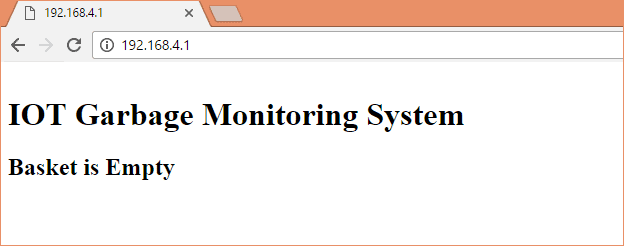 192.168.4.1
192.168.4.1
IOT Garbage Monitoring System
Basket is Empty